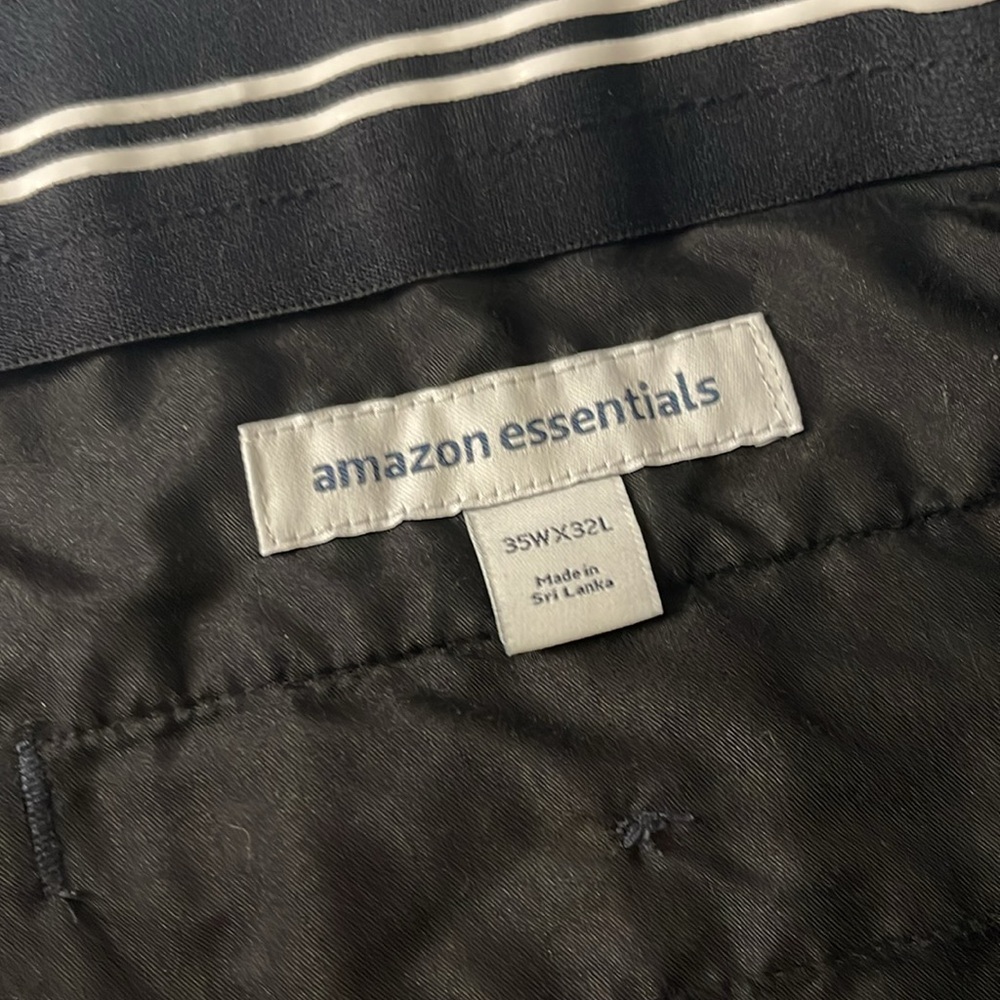 amazon essentials
35WX32L
Made in
Sri Lanka